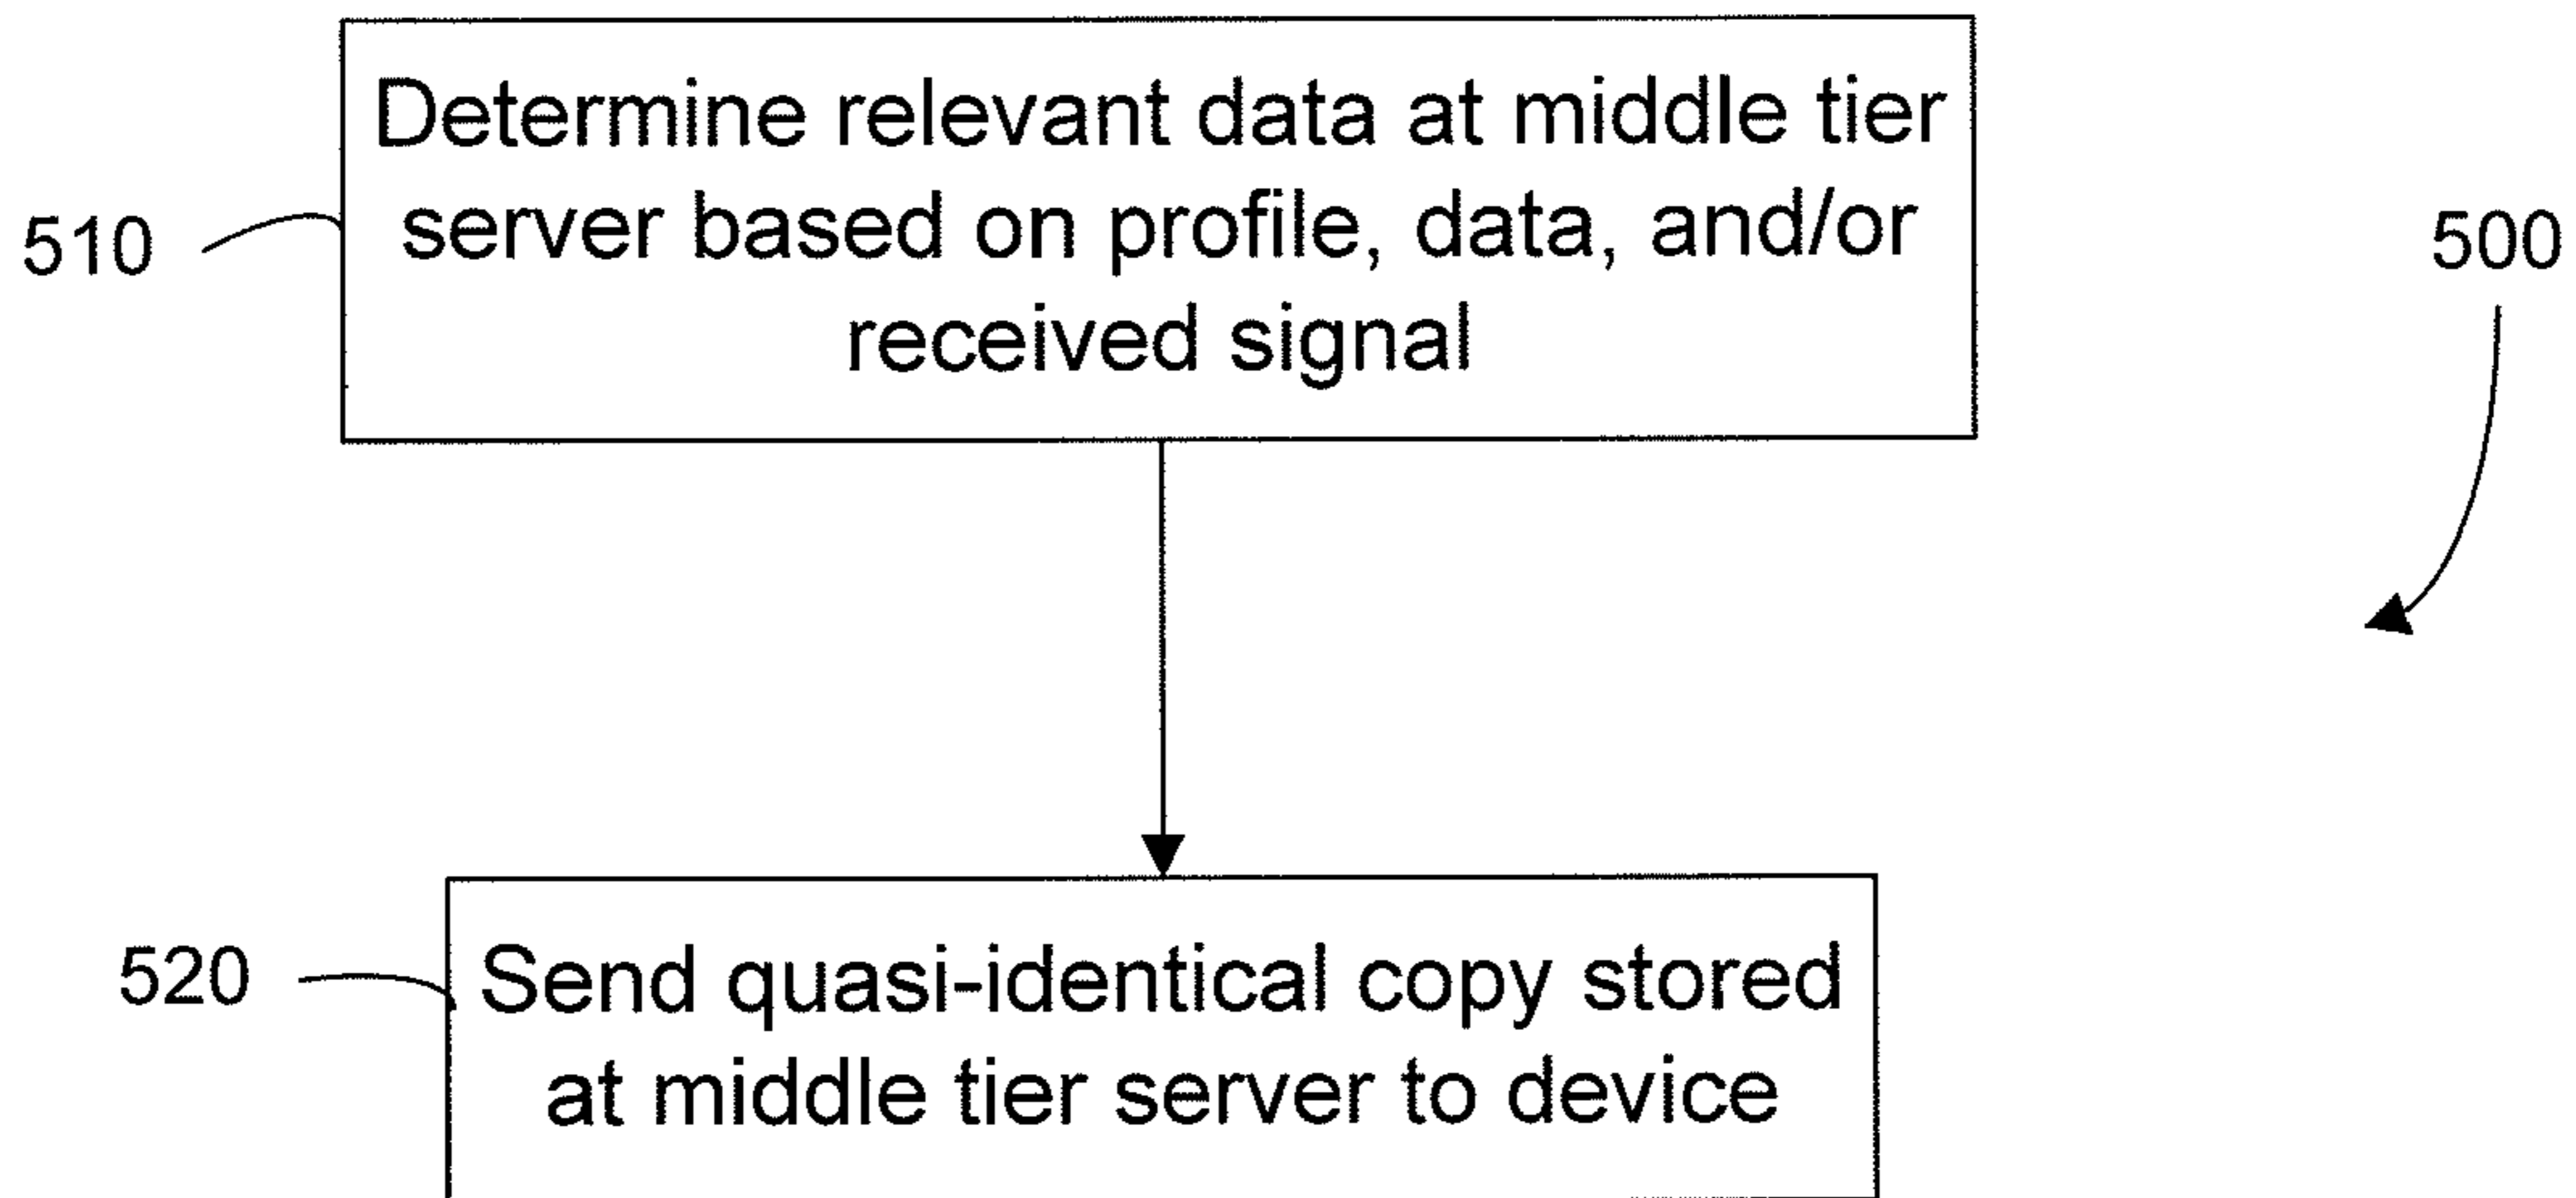 Determine relevant data at middle tier
server based on profile, data, and/or
received signal
510
500
520
Send quasi-identical copy stored
at middle tier server to device